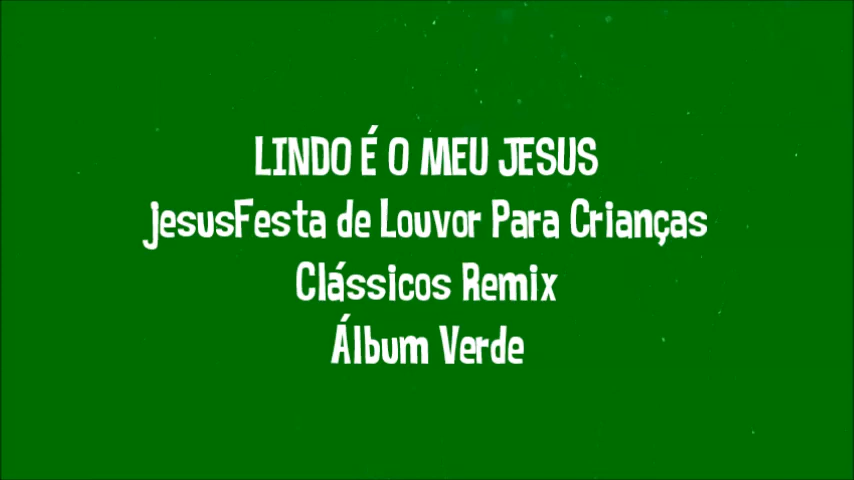 LINDO É O MEU JESUS
jesusFesta de Louvor Para Crianças
Clássicos Remix
Álbum Verde